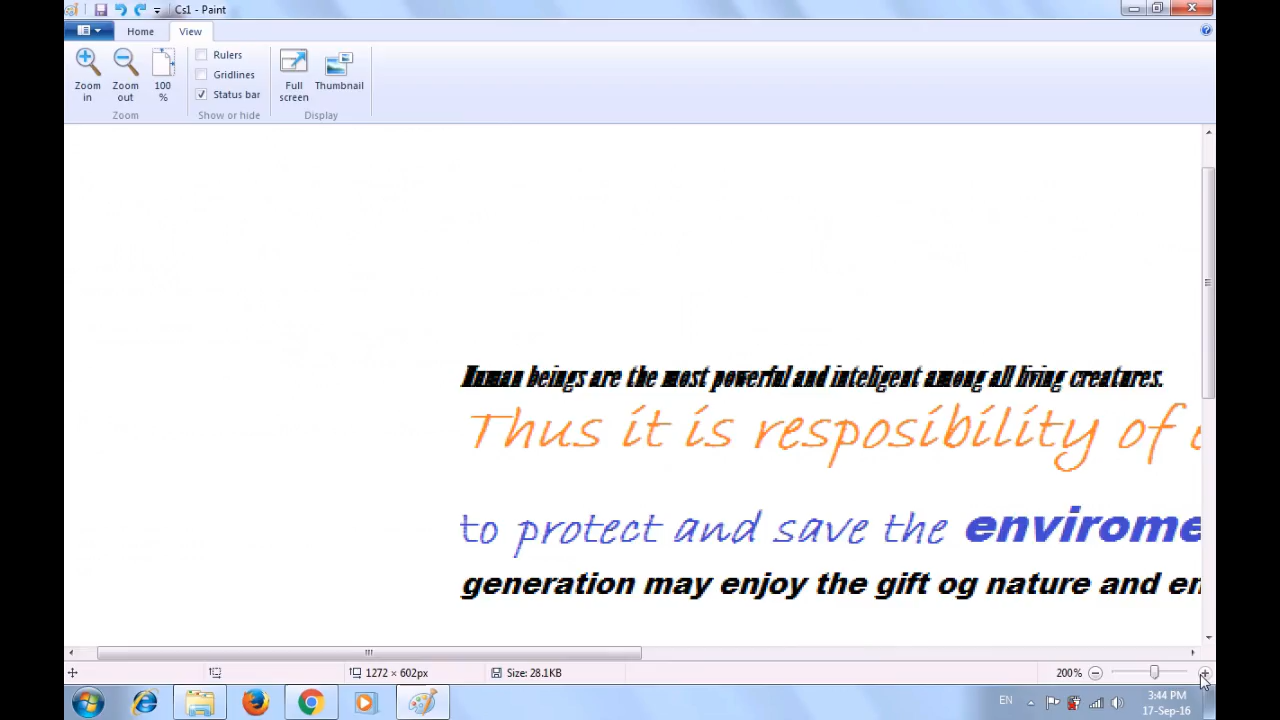 Cs1 - Paint
Home
View
Zoom in
Zoom out
100 %
Rulers
Gridlines
Status bar
Full screen
Thumbnail
Zoom
Show or hide
Display
Human beings are the most powerful and inteligent among all living creatures.
Thus it is resposibility of
to protect and save the envirome
generation may enjoy the gift og nature and en
1272 × 602px
Size: 28.1KB
200%
EN
3:44 PM
17-Sep-16